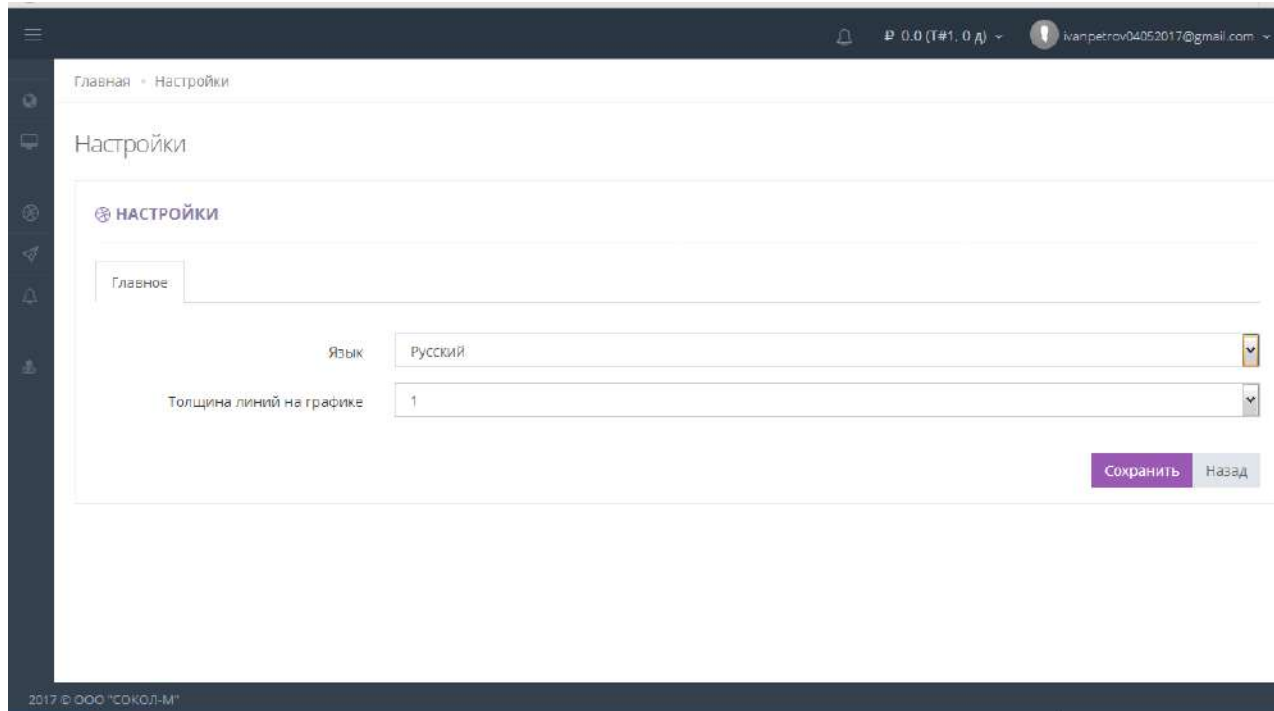 ₽ 0.0 (T#1, 0 д) ivanpetrov04052017@gmail.com
Главная Настройки
Настройки
НАСТРОЙКИ
Главное
Язык Русский
Толщина линий на графике 1
Сохранить Назад
2017 © ООО "СОКОЛ-М"